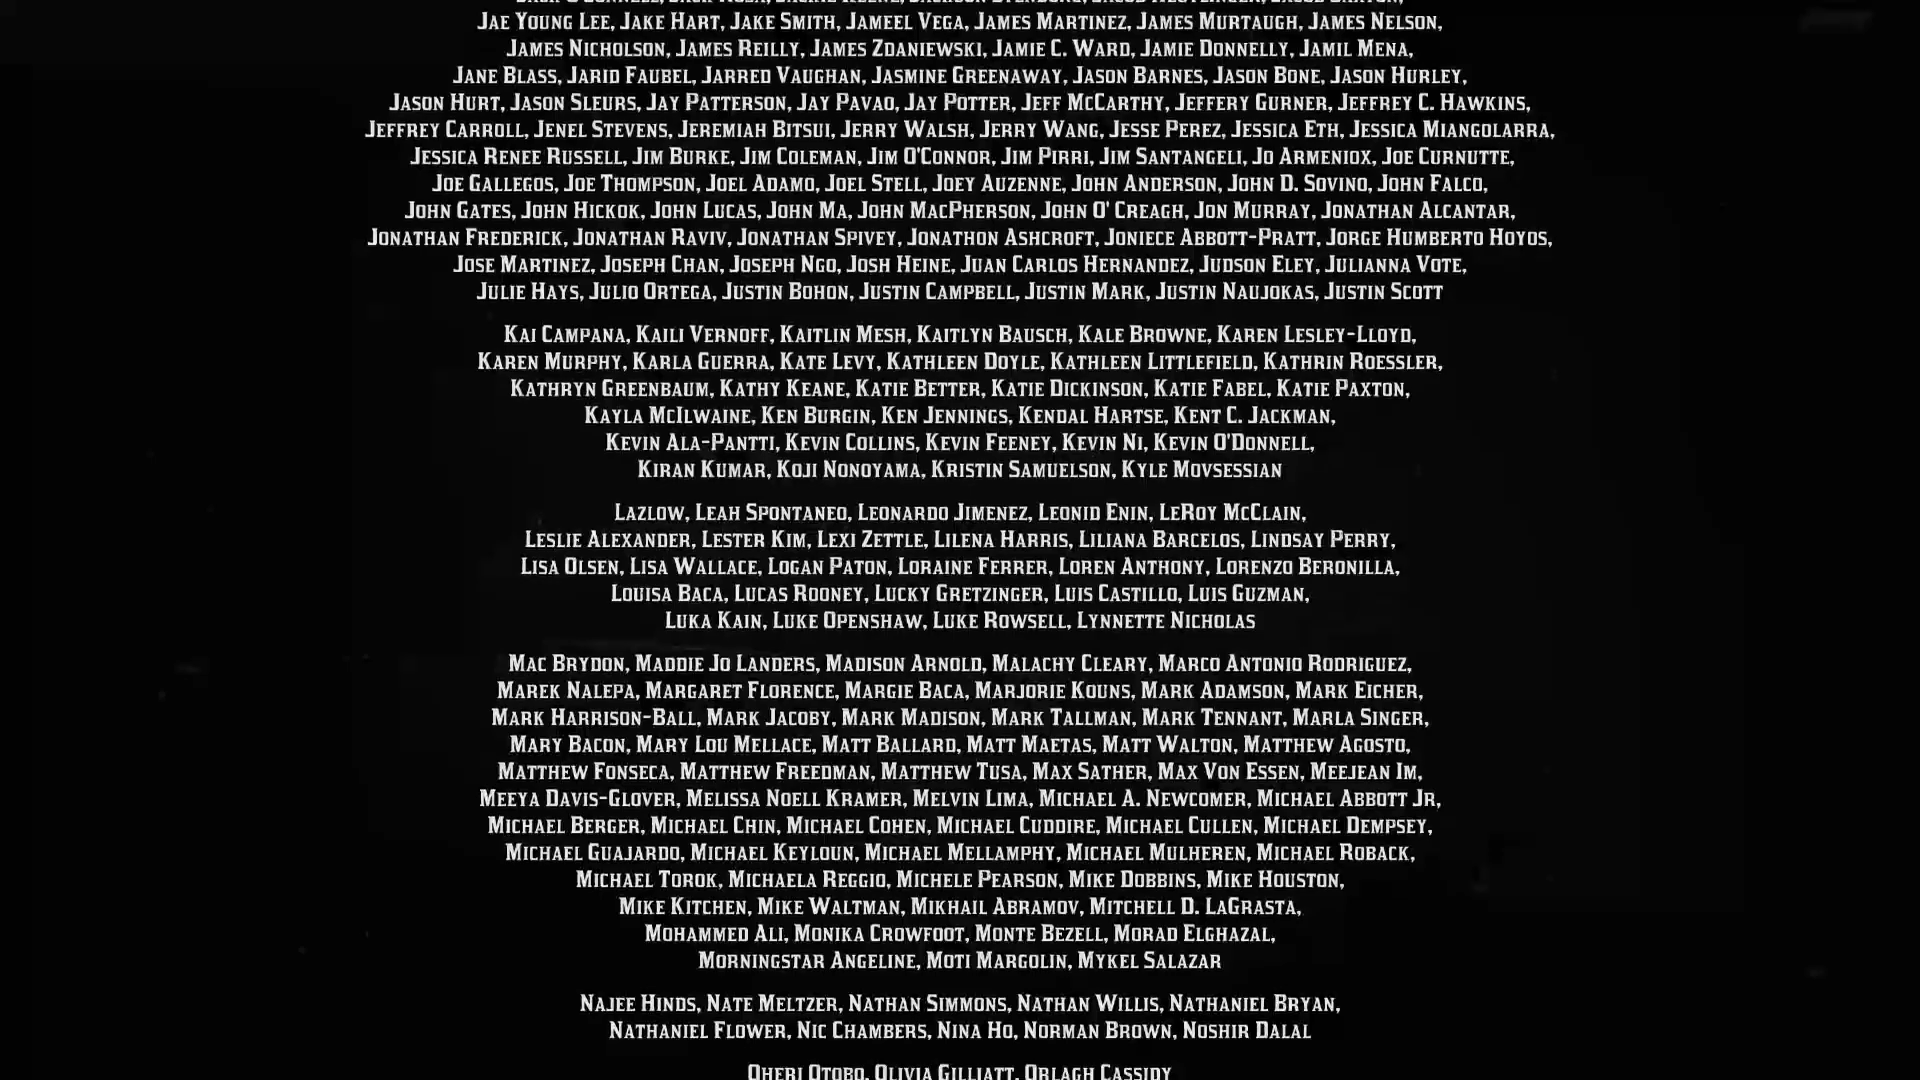 Jae Young Lee, Jake Hart, Jake Smith, Jameel Vega, James Martinez, James Murtaugh, James Nelson,
James Nicholson, James Reilly, James Zdaniewski, Jamie C. Ward, Jamie Donnelly, Jamil Mena,
Jane Blass, Jarid Faubel, Jarred Vaughan, Jasmine Greenaway, Jason Barnes, Jason Bone, Jason Hurley,
Jason Hurt, Jason Sleurs, Jay Patterson, Jay Pavao, Jay Potter, Jeff McCarthy, Jeffery Gurner, Jeffrey C. Hawkins,
Jeffrey Carroll, Jenel Stevens, Jeremiah Bitsui, Jerry Walsh, Jerry Wang, Jesse Perez, Jessica Eth, Jessica Miangolarra,
Jessica Renee Russell, Jim Burke, Jim Coleman, Jim O'Connor, Jim Pirri, Jim Santangeli, Jo Armeniox, Joe Curnutte,
Joe Gallegos, Joe Thompson, Joel Adamo, Joel Stell, Joey Auzenne, John Anderson, John D. Sovino, John Falco,
John Gates, John Hickok, John Lucas, John Ma, John MacPherson, John O' Creagh, Jon Murray, Jonathan Alcantar,
Jonathan Frederick, Jonathan Raviv, Jonathan Spivey, Jonathon Ashcroft, Joniece Abbott-Pratt, Jorge Humberto Hoyos,
Jose Martinez, Joseph Chan, Joseph Ngo, Josh Heine, Juan Carlos Hernandez, Judson Eley, Julianna Vote,
Julie Hays, Julio Ortega, Justin Bohon, Justin Campbell, Justin Mark, Justin Naujokas, Justin Scott
Kai Campana, Kaili Vernoff, Kaitlin Mesh, Kaitlyn Bausch, Kale Browne, Karen Lesley-Lloyd,
Karen Murphy, Karla Guerra, Kate Levy, Kathleen Doyle, Kathleen Littlefield, Kathrin Roessler,
Kathryn Greenbaum, Kathy Keane, Katie Better, Katie Dickinson, Katie Fabel, Katie Paxton,
Kayla McIlwaine, Ken Burgin, Ken Jennings, Kendal Hartse, Kent C. Jackman,
Kevin Ala-Pantti, Kevin Collins, Kevin Feeney, Kevin Ni, Kevin O'Donnell,
Kiran Kumar, Koji Nonoyama, Kristin Samuelson, Kyle Movsessian
Lazlow, Leah Spontaneo, Leonardo Jimenez, Leonid Enin, LeRoy McClain,
Leslie Alexander, Lester Kim, Lexi Zettle, Lilena Harris, Liliana Barcelos, Lindsay Perry,
Lisa Olsen, Lisa Wallace, Logan Paton, Loraine Ferrer, Loren Anthony, Lorenzo Beronilla,
Louisa Baca, Lucas Rooney, Lucky Gretzinger, Luis Castillo, Luis Guzman,
Luka Kain, Luke Openshaw, Luke Rowsell, Lynnette Nicholas
Mac Brydon, Maddie Jo Landers, Madison Arnold, Malachy Cleary, Marco Antonio Rodriguez,
Marek Nalepa, Margaret Florence, Margie Baca, Marjorie Kouns, Mark Adamson, Mark Eicher,
Mark Harrison-Ball, Mark Jacoby, Mark Madison, Mark Tallman, Mark Tennant, Marla Singer,
Mary Bacon, Mary Lou Mellace, Matt Ballard, Matt Maetas, Matt Walton, Matthew Agosto,
Matthew Fonseca, Matthew Freedman, Matthew Tusa, Max Sather, Max Von Essen, Meejean Im,
Meeya Davis-Glover, Melissa Noell Kramer, Melvin Lima, Michael A. Newcomer, Michael Abbott Jr,
Michael Berger, Michael Chin, Michael Cohen, Michael Cuddire, Michael Cullen, Michael Dempsey,
Michael Guajardo, Michael Keyloun, Michael Mellamphy, Michael Mulheren, Michael Roback,
Michael Torok, Michaela Reggio, Michele Pearson, Mike Dobbins, Mike Houston,
Mike Kitchen, Mike Waltman, Mikhail Abramov, Mitchell D. LaGrasta,
Mohammed Ali, Monika Crowfoot, Monte Bezell, Morad Elghazal,
Morningstar Angeline, Moti Margolin, Mykel Salazar
Najee Hinds, Nate Meltzer, Nathan Simmons, Nathan Willis, Nathaniel Bryan,
Nathaniel Flower, Nic Chambers, Nina Ho, Norman Brown, Noshir Dalal
Oheri Otobo, Olivia Gilliatt, Orlagh Cassidy